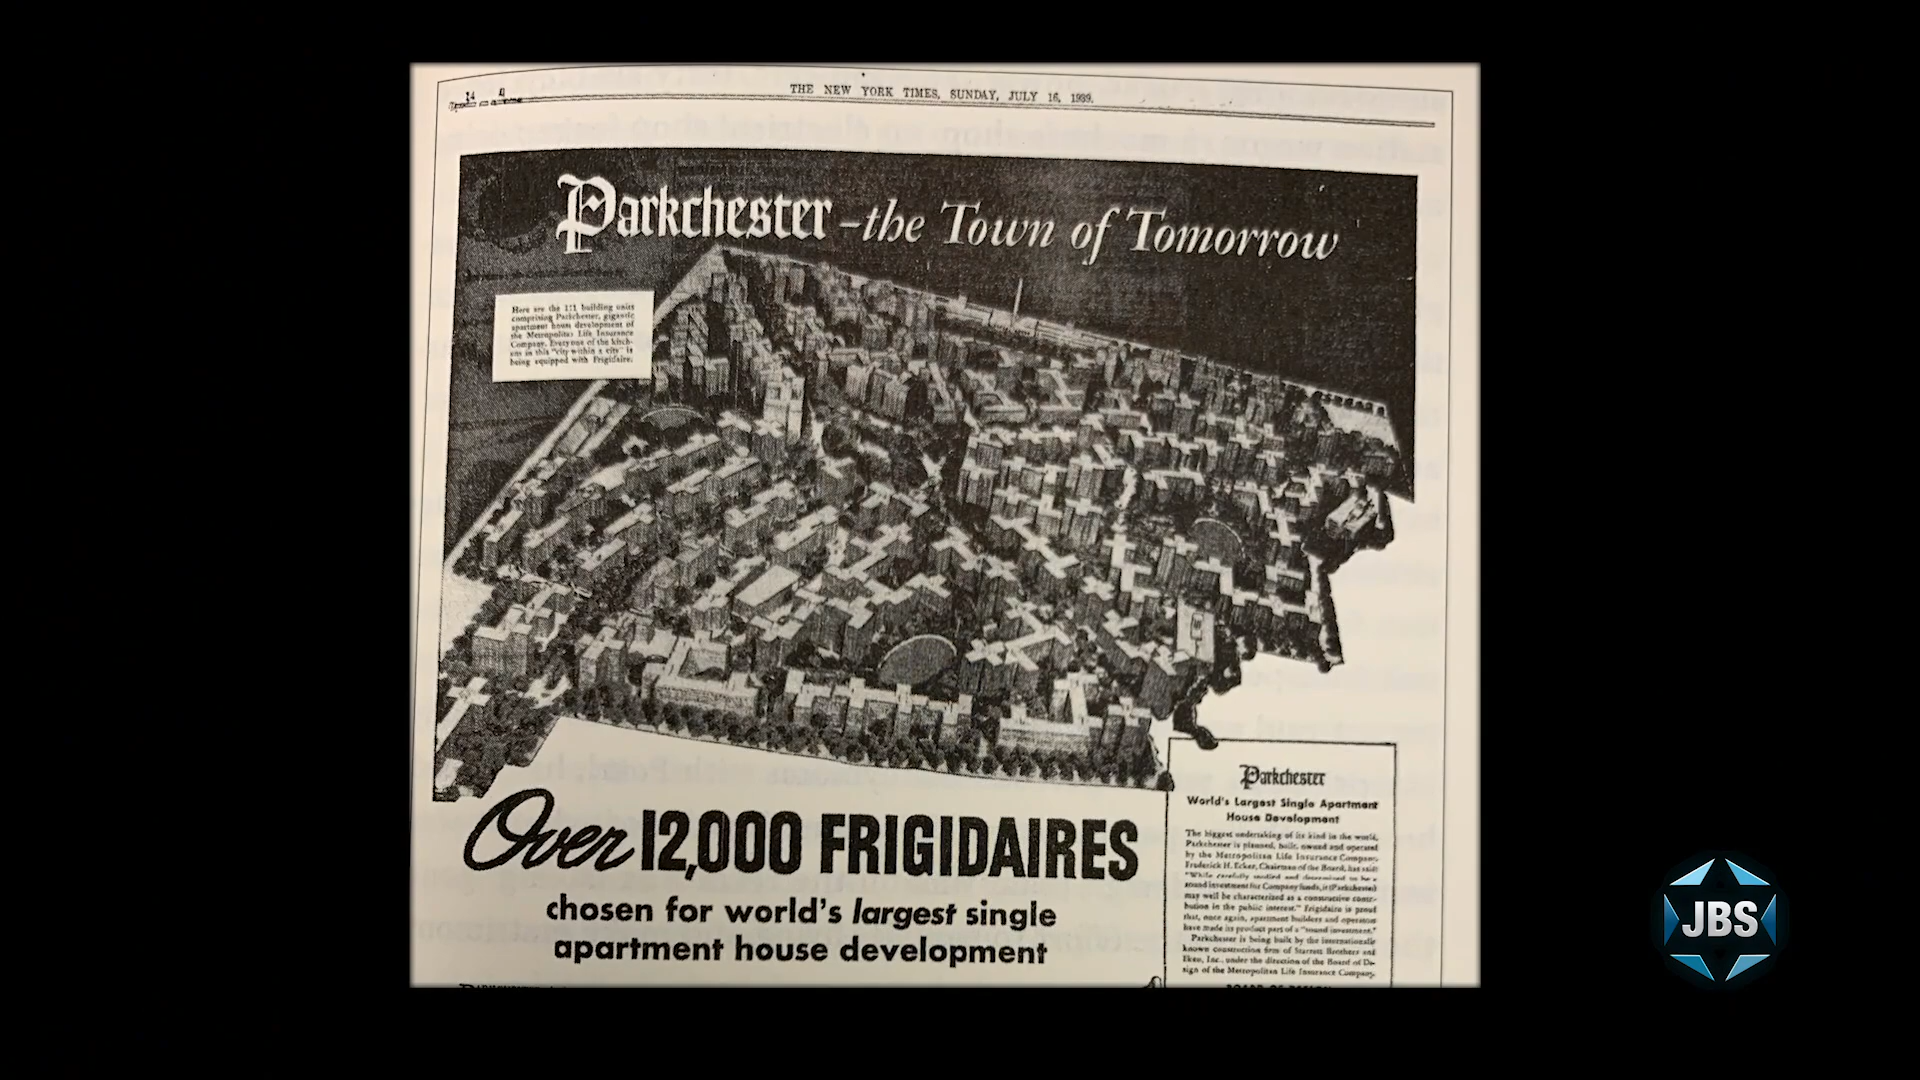 14
THE NEW YORK TIMES, SUNDAY, JULY 16, 1939.
Parkchester – the Town of Tomorrow
Here are the 171 building units
comprising Parkchester, gigantic
apartment house development of
the Metropolitan Life Insurance
Company. Everyone of the kitch-
ens in this "city within a city" is
being equipped with Frigidaire.
Over 12,000 FRIGIDAIRES
chosen for world's largest single
apartment house development
Parkchester
World's Largest Single Apartment
House Development
The biggest undertaking of its kind in the world,
Parkchester is planned, built, owned and operated
by the Metropolitan Life Insurance Company.
Frederick H. Ecker, Chairman of the Board, has said:
"While carefully studied and determined to be a
sound investment for Company funds, it (Parkchester)
may well be characterized as a constructive contri-
bution in the public interest." Frigidaire is proud
that, once again, apartment builders and operators
have made its product part of a "sound investment."
Parkchester is being built by the internationally
known construction firm of Starrett Brothers and
Eken, Inc., under the direction of the Board of De-
sign of the Metropolitan Life Insurance Company.
BOARD OF DESIGN
JBS